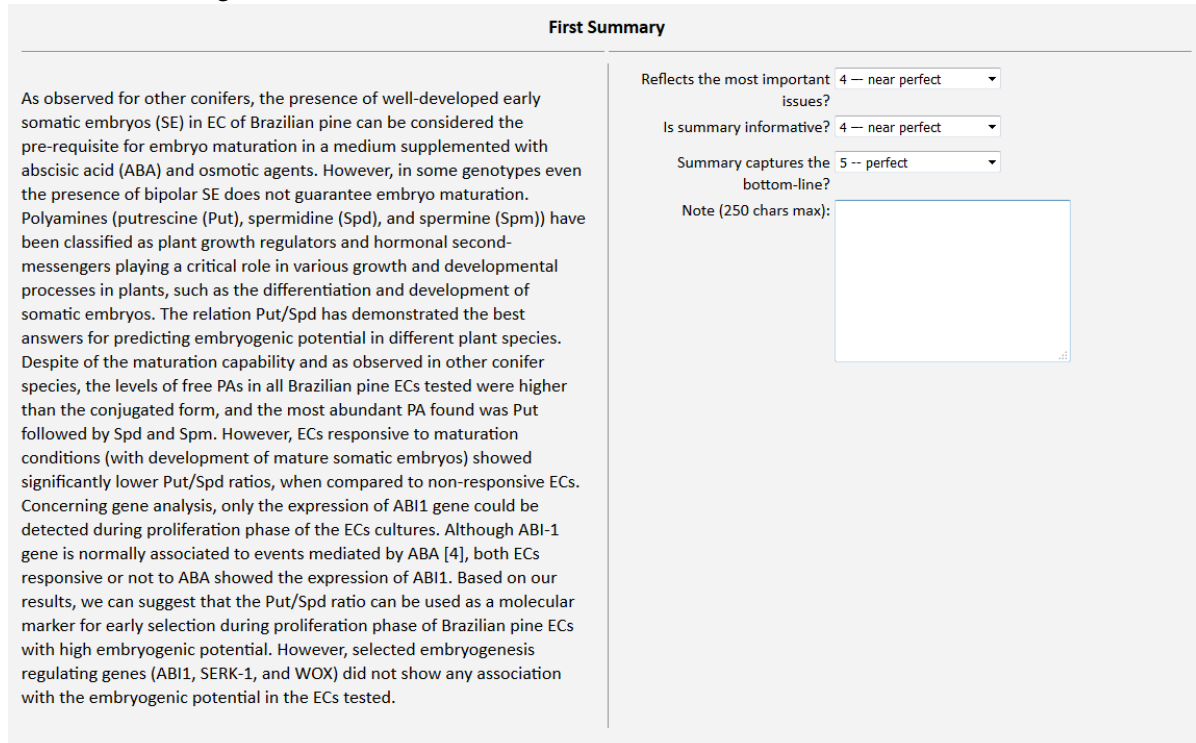 First Summary
As observed for other conifers, the presence of well-developed early
somatic embryos (SE) in EC of Brazilian pine can be considered the
pre-requisite for embryo maturation in a medium supplemented with
abscisic acid (ABA) and osmotic agents. However, in some genotypes even
the presence of bipolar SE does not guarantee embryo maturation.
Polyamines (putrescine (Put), spermidine (Spd), and spermine (Spm)) have
been classified as plant growth regulators and hormonal second-
messengers playing a critical role in various growth and developmental
processes in plants, such as the differentiation and development of
somatic embryos. The relation Put/Spd has demonstrated the best
answers for predicting embryogenic potential in different plant species.
Despite of the maturation capability and as observed in other conifer
species, the levels of free PAs in all Brazilian pine ECs tested were higher
than the conjugated form, and the most abundant PA found was Put
followed by Spd and Spm. However, ECs responsive to maturation
conditions (with development of mature somatic embryos) showed
significantly lower Put/Spd ratios, when compared to non-responsive ECs.
Concerning gene analysis, only the expression of ABI1 gene could be
detected during proliferation phase of the ECs cultures. Although ABI-1
gene is normally associated to events mediated by ABA [4], both ECs
responsive or not to ABA showed the expression of ABI1. Based on our
results, we can suggest that the Put/Spd ratio can be used as a molecular
marker for early selection during proliferation phase of Brazilian pine ECs
with high embryogenic potential. However, selected embryogenesis
regulating genes (ABI1, SERK-1, and WOX) did not show any association
with the embryogenic potential in the ECs tested.
Reflects the most important 4 — near perfect
issues?
Is summary informative? 4 — near perfect
Summary captures the 5 -- perfect
bottom-line?
Note (250 chars max):